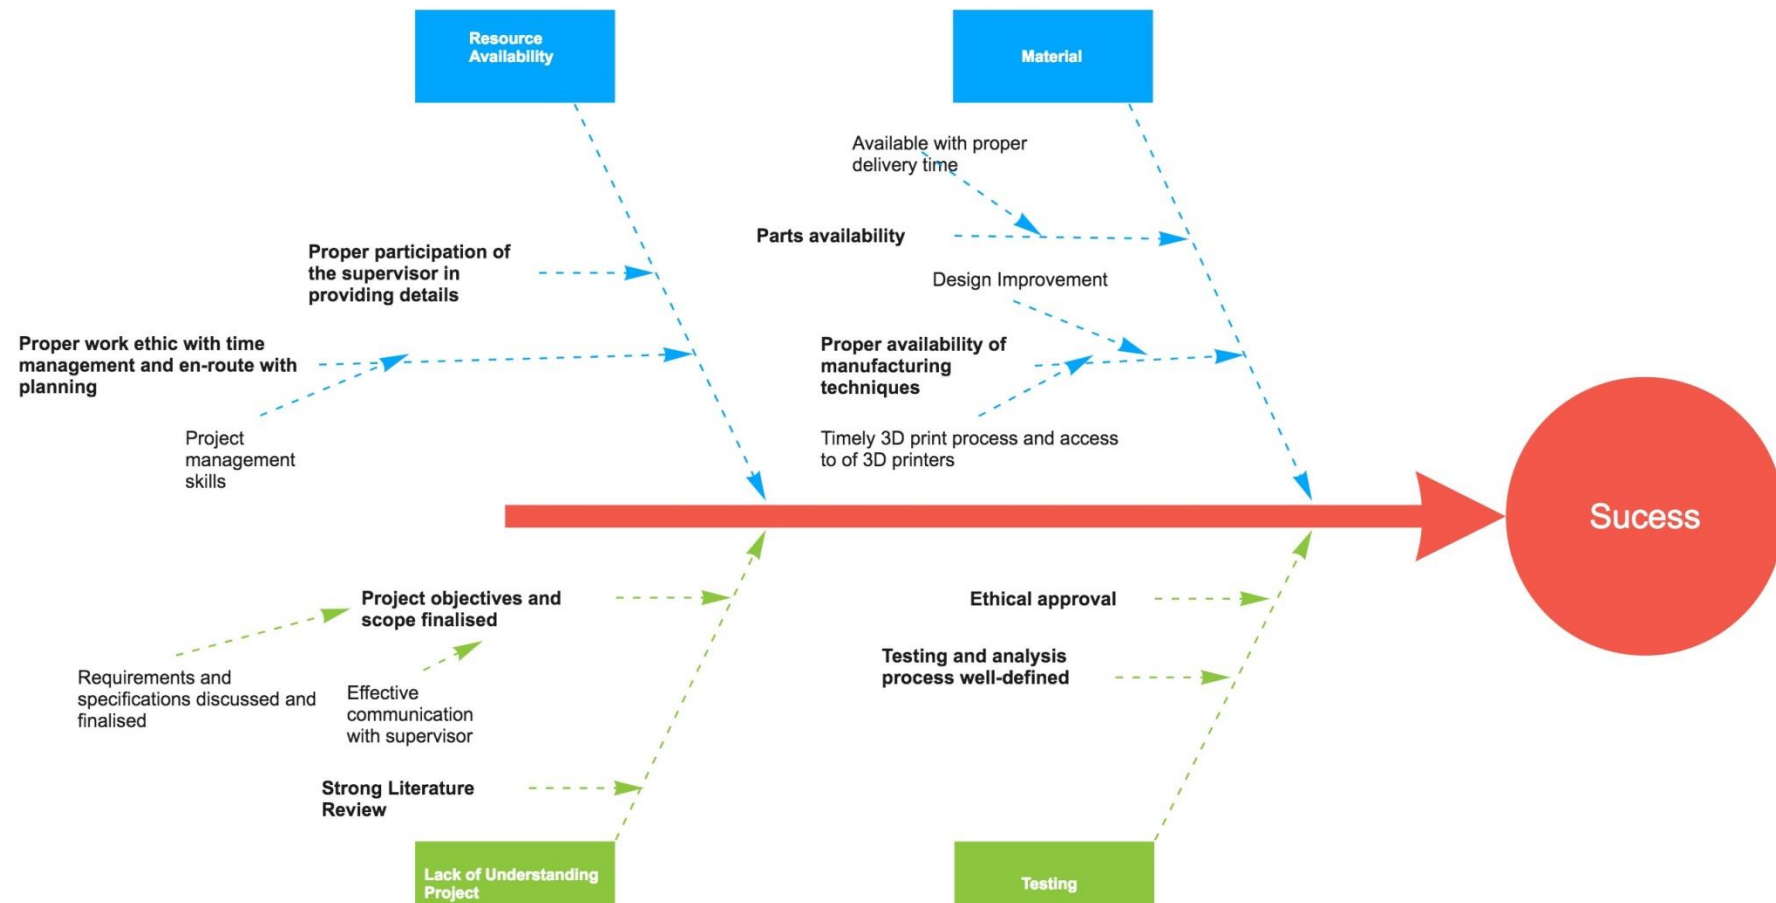 Resource
Availability
Material
Available with proper
delivery time
Parts availability
Proper participation of
the supervisor in
providing details
Design Improvement
Proper work ethic with time
management and en-route with
planning
Proper availability of
manufacturing
techniques
Project
management
skills
Timely 3D print process and access
to of 3D printers
Sucess
Project objectives and
scope finalised
Ethical approval
Requirements and
specifications discussed and
finalised
Effective
communication
with supervisor
Testing and analysis
process well-defined
Strong Literature
Review
Lack of Understanding
Project
Testing